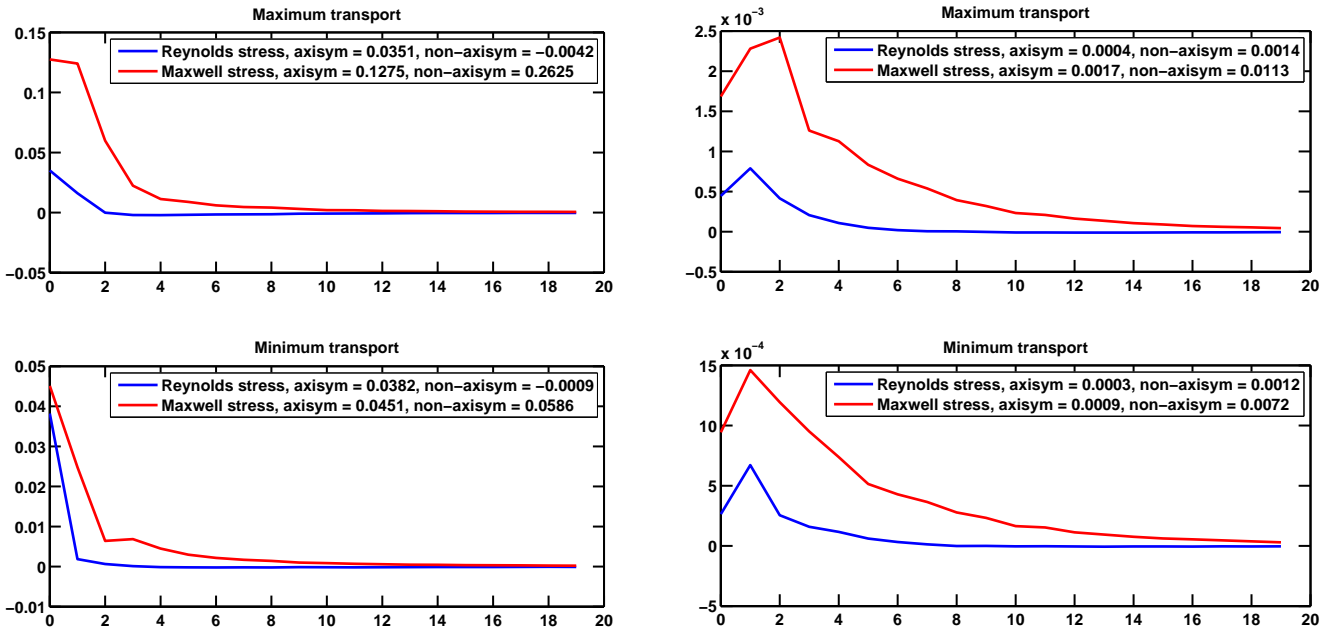 Maximum transport
0.15
0.1
0.05
0
−0.05
Reynolds stress, axisym = 0.0351, non−axisym = −0.0042
Maxwell stress, axisym = 0.1275, non−axisym = 0.2625
0 2 4 6 8 10 12 14 16 18 20
Maximum transport
x 10−3
2.5
2
1.5
1
0.5
0
−0.5
Reynolds stress, axisym = 0.0004, non−axisym = 0.0014
Maxwell stress, axisym = 0.0017, non−axisym = 0.0113
0 2 4 6 8 10 12 14 16 18 20
Minimum transport
0.05
0.04
0.03
0.02
0.01
0
−0.01
Reynolds stress, axisym = 0.0382, non−axisym = −0.0009
Maxwell stress, axisym = 0.0451, non−axisym = 0.0586
0 2 4 6 8 10 12 14 16 18 20
Minimum transport
x 10−4
15
10
5
0
−5
Reynolds stress, axisym = 0.0003, non−axisym = 0.0012
Maxwell stress, axisym = 0.0009, non−axisym = 0.0072
0 2 4 6 8 10 12 14 16 18 20